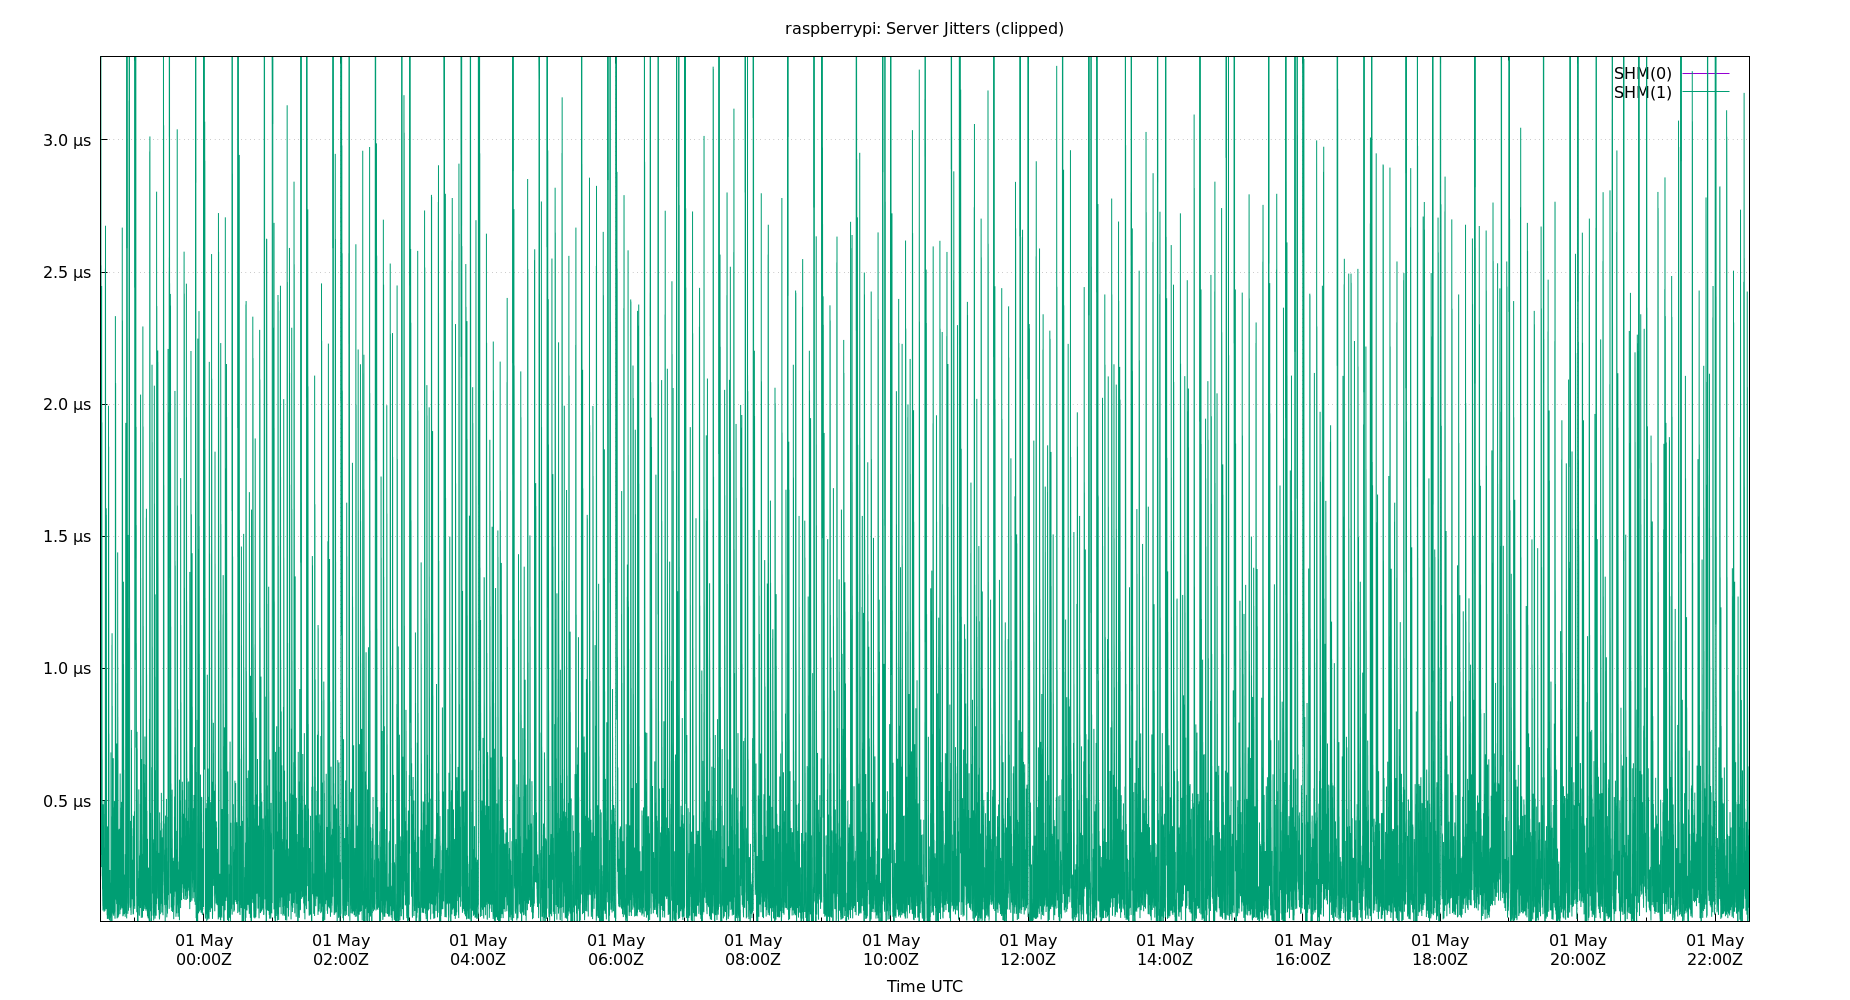 raspberrypi: Server Jitters (clipped)
SHM(0)
SHM(1)
3.0 µs
2.5 µs
2.0 µs
1.5 µs
1.0 µs
0.5 µs
01 May 01 May 01 May 01 May 01 May 01 May 01 May 01 May 01 May 01 May 01 May 01 May
00:00Z 02:00Z 04:00Z 06:00Z 08:00Z 10:00Z 12:00Z 14:00Z 16:00Z 18:00Z 20:00Z 22:00Z
Time UTC